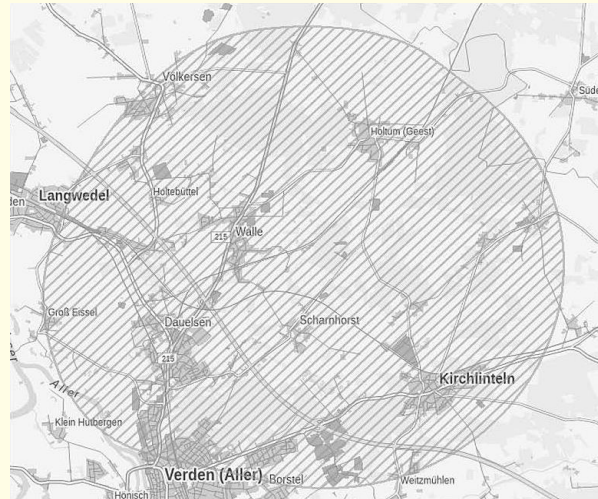 Völkersen
Süde
Holtum (Geest)
Holtebüttel
Langwedel
den
215
Walle
Groß Eissel
Dauelsen
Scharnhorst
215
Kirchlinteln
Aller
Klein Hutbergen
Verden (Aller)
Borstel
Weitzmühlen
Hönisch